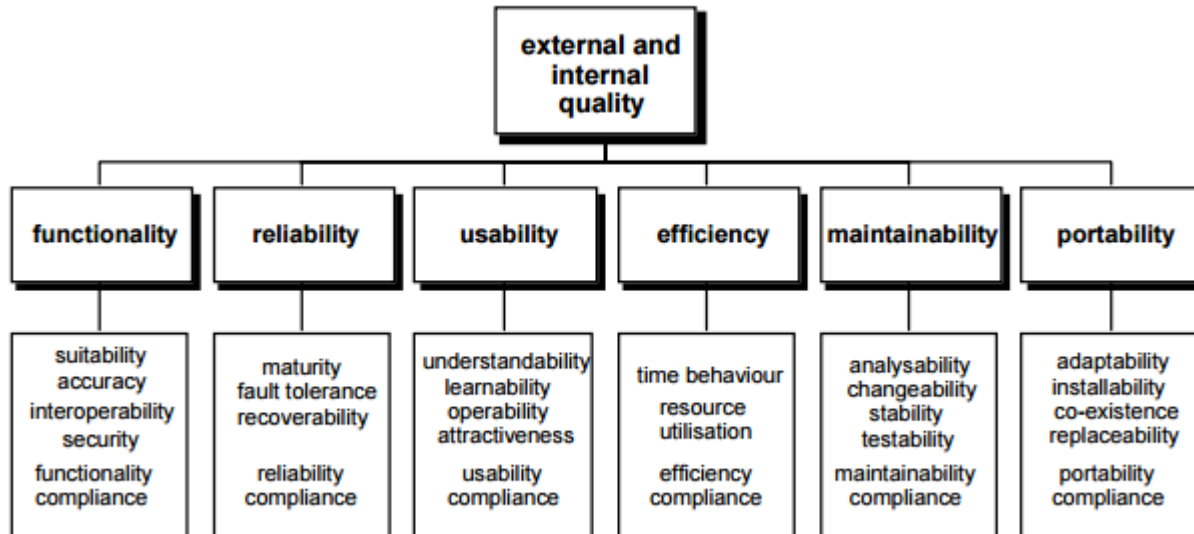 external and
internal
quality
functionality
reliability
usability
efficiency
maintainability
portability
suitability
accuracy
interoperability
security
functionality
compliance
maturity
fault tolerance
recoverability
reliability
compliance
understandability
learnability
operability
attractiveness
usability
compliance
time behaviour
resource
utilisation
efficiency
compliance
analysability
changeability
stability
testability
maintainability
compliance
adaptability
installability
co-existence
replaceability
portability
compliance